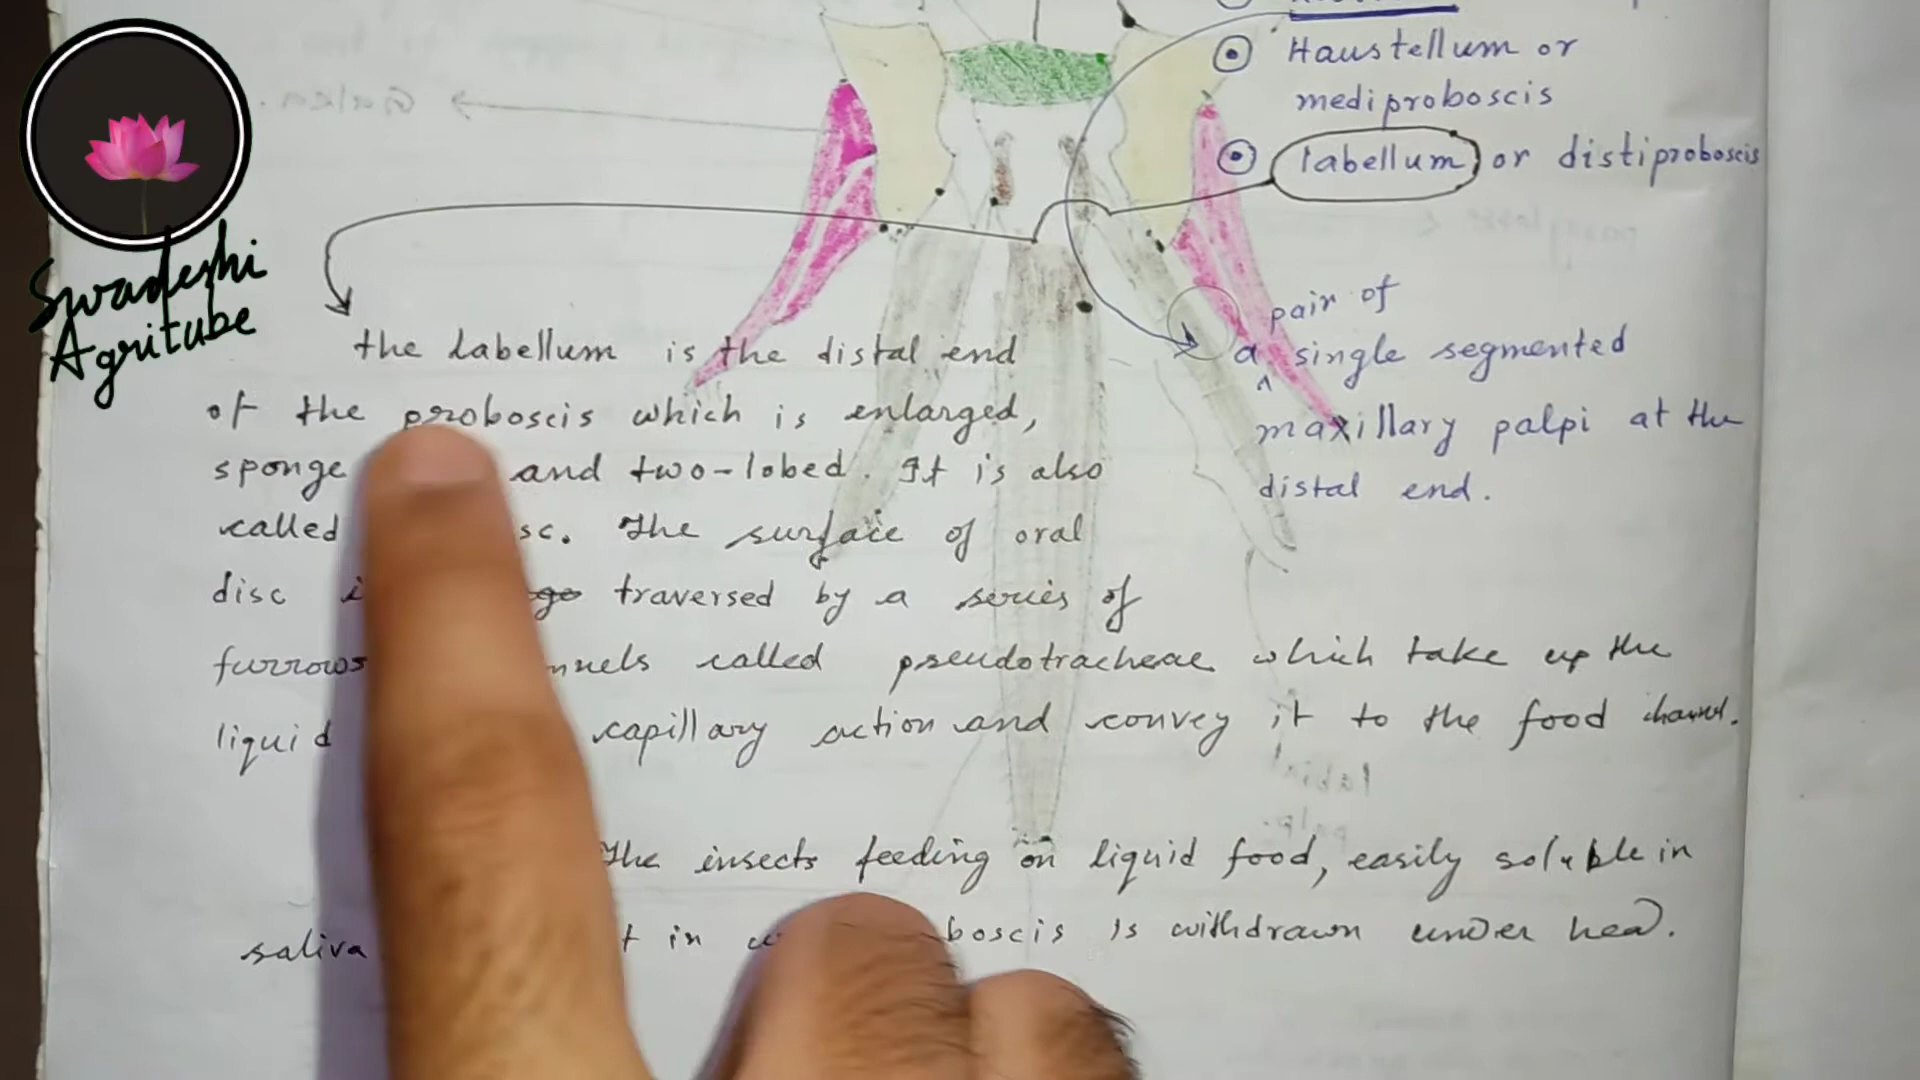 Haustellum or
mediproboscis
labellum or distiproboscis
Swadeshi
Agritube
pair of
a ^ single segmented
maxillary palpi at the
distal end.
the labellum is the distal end
of the proboscis which is enlarged,
sponge and two-lobed. It is also
called sc. The surface of oral
disc traversed by a series of
furrows nnels called pseudotracheae which take up the
liquid capillary action and convey it to the food channel.
The insects feeding on liquid food, easily soluble in
saliva in boscis is withdrawn under head.
labial
palp.